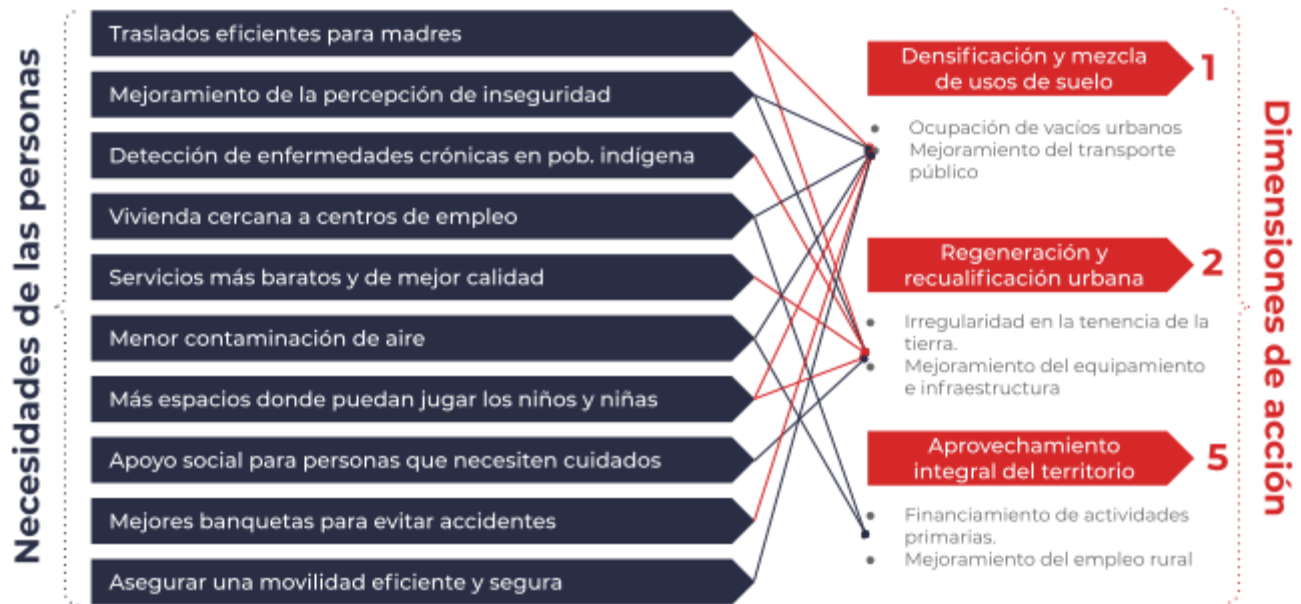 Necesidades de las personas
Traslados eficientes para madres
Mejoramiento de la percepción de inseguridad
Detección de enfermedades crónicas en pob. indígena
Vivienda cercana a centros de empleo
Servicios más baratos y de mejor calidad
Menor contaminación de aire
Más espacios donde puedan jugar los niños y niñas
Apoyo social para personas que necesiten cuidados
Mejores banquetas para evitar accidentes
Asegurar una movilidad eficiente y segura
Densificación y mezcla
de usos de suelo
1
Ocupación de vacíos urbanos
Mejoramiento del transporte
público
Regeneración y
recualificación urbana
2
Irregularidad en la tenencia de la
tierra.
Mejoramiento del equipamiento
e infraestructura
Aprovechamiento
integral del territorio
5
Financiamiento de actividades
primarias.
Mejoramiento del empleo rural
Dimensiones de acción